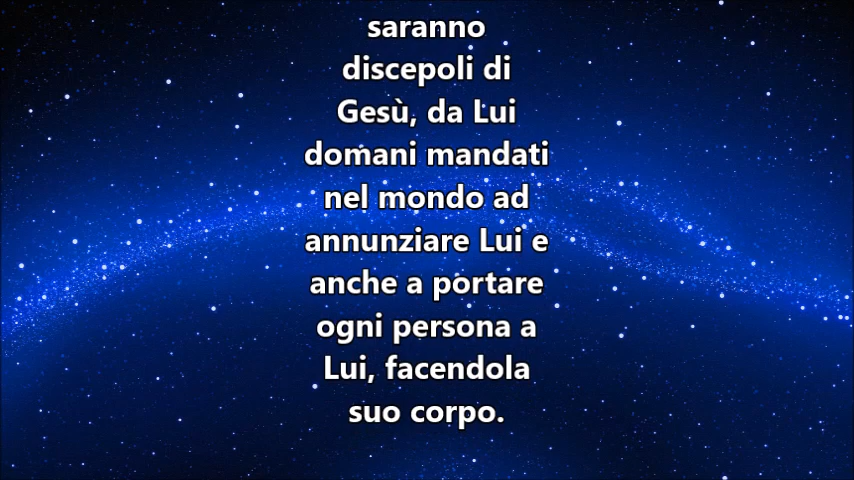 saranno
discepoli di
Gesù, da Lui
domani mandati
nel mondo ad
annunziare Lui e
anche a portare
ogni persona a
Lui, facendola
suo corpo.